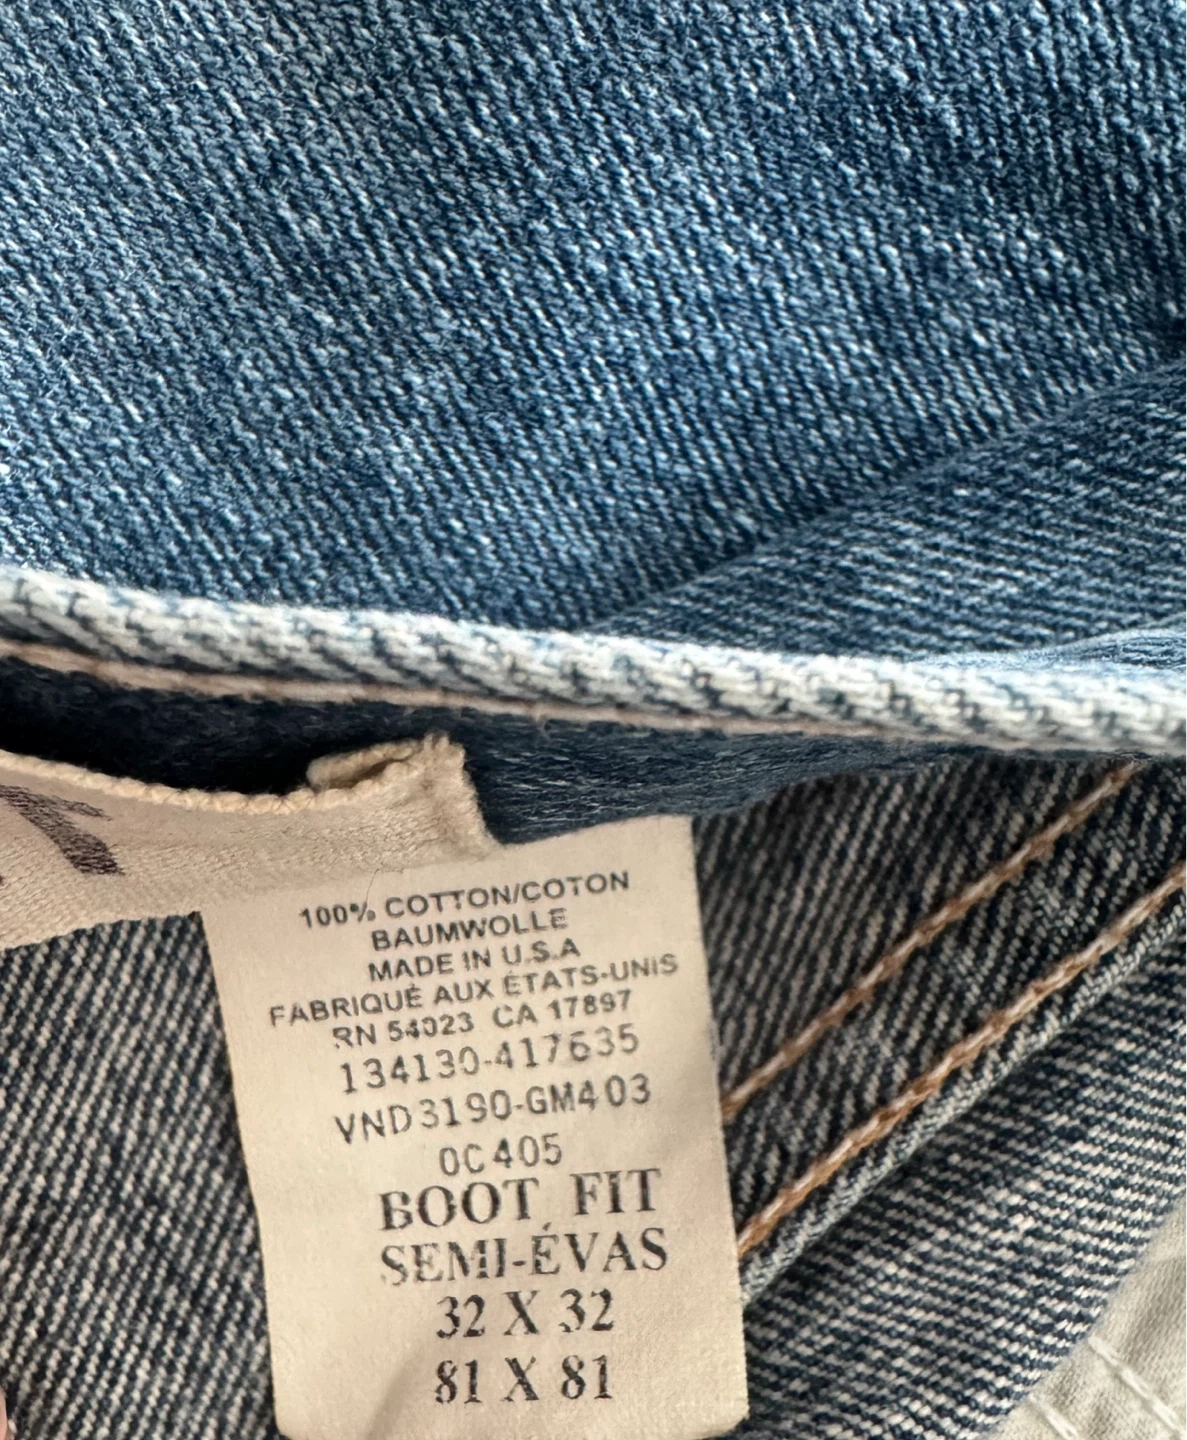 100% COTTON/COTON
BAUMWOLLE
MADE IN U.S.A
FABRIQUÉ AUX ÉTATS-UNIS
RN 54023 CA 17897
134130-417635
VND3190-GM403
0C405
BOOT FIT
SEMI-ÉVAS
32 X 32
81 X 81